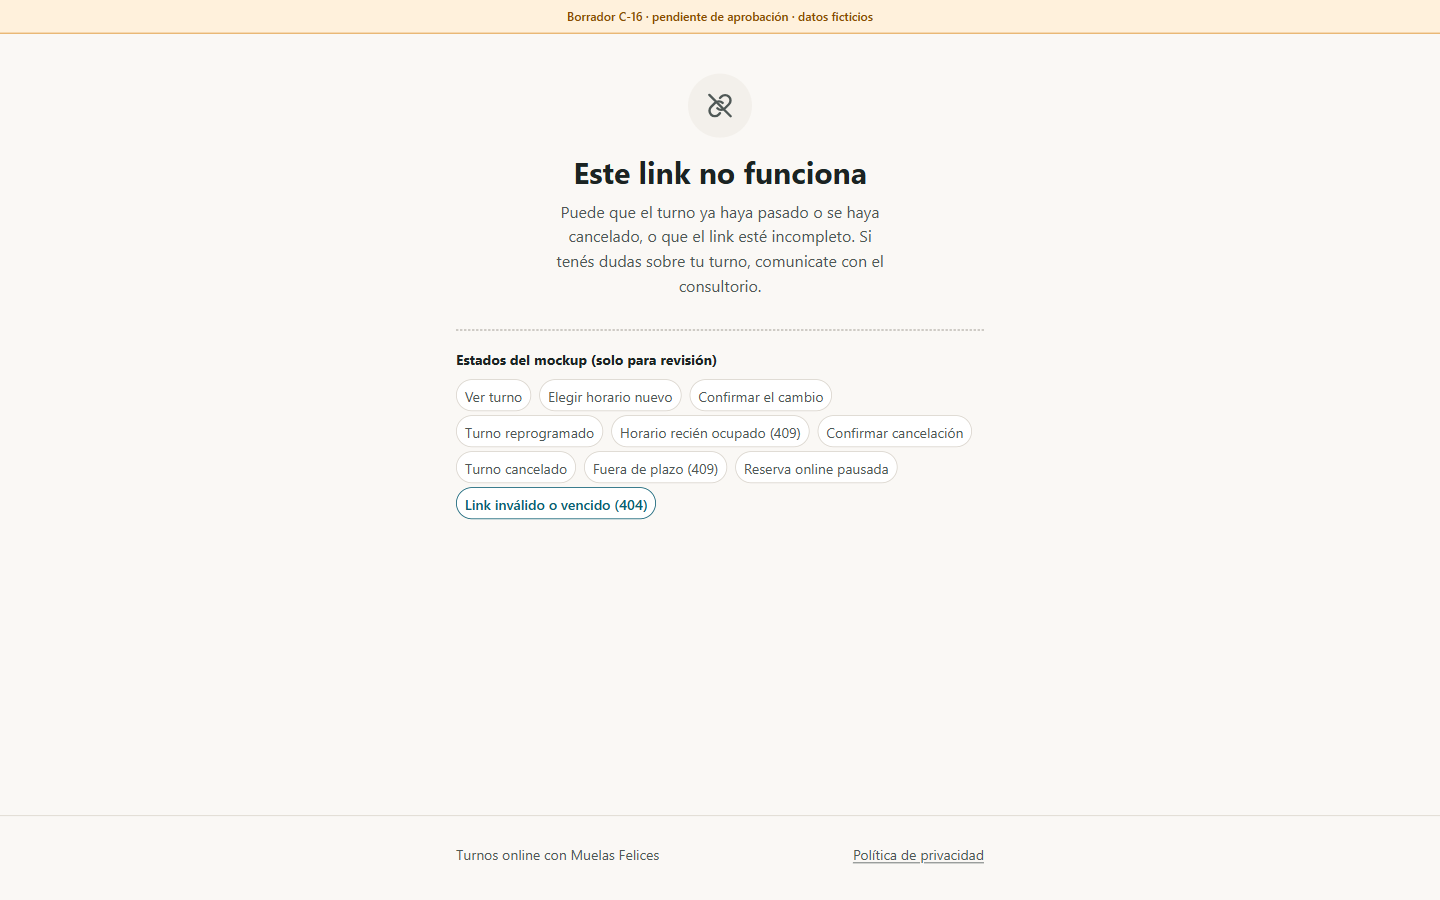 Borrador C-16 · pendiente de aprobación · datos ficticios
Este link no funciona
Puede que el turno ya haya pasado o se haya
cancelado, o que el link esté incompleto. Si
tenés dudas sobre tu turno, comunicate con el
consultorio.
Estados del mockup (solo para revisión)
Ver turno Elegir horario nuevo Confirmar el cambio
Turno reprogramado Horario recién ocupado (409) Confirmar cancelación
Turno cancelado Fuera de plazo (409) Reserva online pausada
Link inválido o vencido (404)
Turnos online con Muelas Felices Política de privacidad